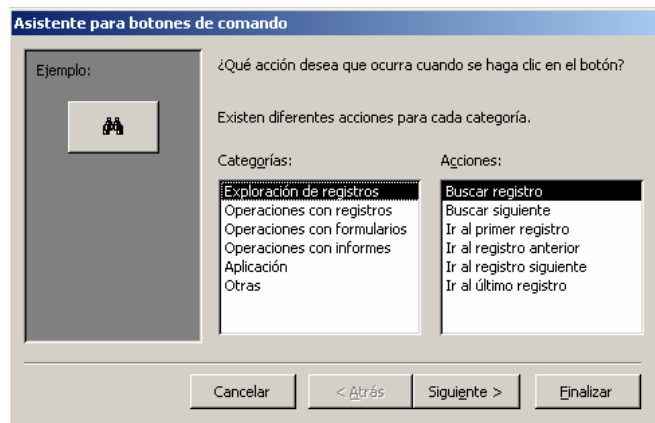 Asistente para botones de comando
Ejemplo:
¿Qué acción desea que ocurra cuando se haga clic en el botón?
Existen diferentes acciones para cada categoría.
Categorías:
Exploración de registros
Operaciones con registros
Operaciones con formularios
Operaciones con informes
Aplicación
Otras
Acciones:
Buscar registro
Buscar siguiente
Ir al primer registro
Ir al registro anterior
Ir al registro siguiente
Ir al último registro
Cancelar
< Atrás
Siguiente >
Finalizar